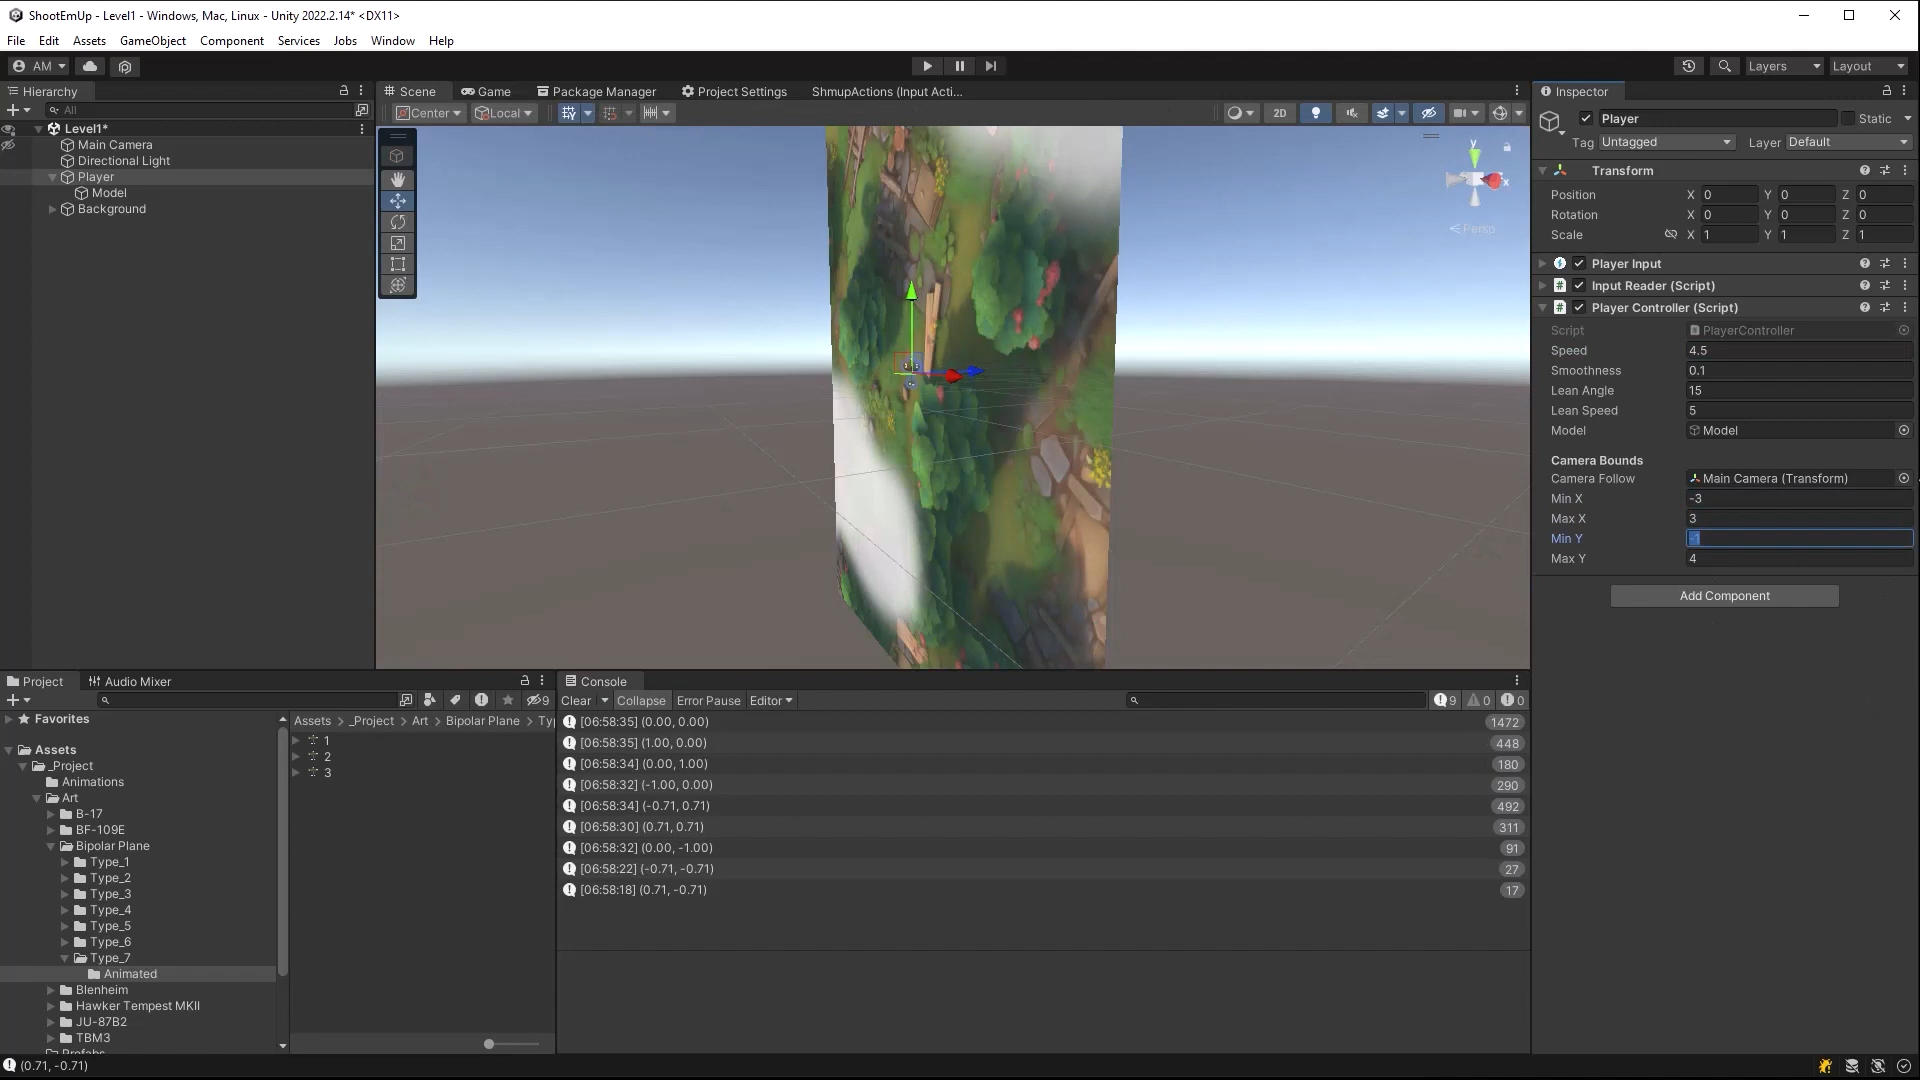 ShootEmUp - Level1 - Windows, Mac, Linux - Unity 2022.2.14* <DX11>
File Edit Assets GameObject Component Services Jobs Window Help
AM Layers Layout
Hierarchy
All
Level1*
Main Camera
Directional Light
Player
Model
Background
Scene Game Package Manager Project Settings ShmupActions (Input Acti...
Center Local 2D
y
x
Persp
Inspector
Player Static
Tag Untagged Layer Default
Transform
Position X 0 Y 0 Z 0
Rotation X 0 Y 0 Z 0
Scale X 1 Y 1 Z 1
Player Input
Input Reader (Script)
Player Controller (Script)
Script PlayerController
Speed 4.5
Smoothness 0.1
Lean Angle 15
Lean Speed 5
Model Model
Camera Bounds
Camera Follow Main Camera (Transform)
Min X -3
Max X 3
Min Y -1
Max Y 4
Add Component
Project Audio Mixer
9
Favorites
Assets
_Project
Animations
Art
B-17
BF-109E
Bipolar Plane
Type_1
Type_2
Type_3
Type_4
Type_5
Type_6
Type_7
Animated
Blenheim
Hawker Tempest MKII
JU-87B2
TBM3
Prefabs
Assets > _Project > Art > Bipolar Plane > Ty
1
2
3
Console
Clear Collapse Error Pause Editor 9 0 0
[06:58:35] (0.00, 0.00) 1472
[06:58:35] (1.00, 0.00) 448
[06:58:34] (0.00, 1.00) 180
[06:58:32] (-1.00, 0.00) 290
[06:58:34] (-0.71, 0.71) 492
[06:58:30] (0.71, 0.71) 311
[06:58:32] (0.00, -1.00) 91
[06:58:22] (-0.71, -0.71) 27
[06:58:18] (0.71, -0.71) 17
(0.71, -0.71)